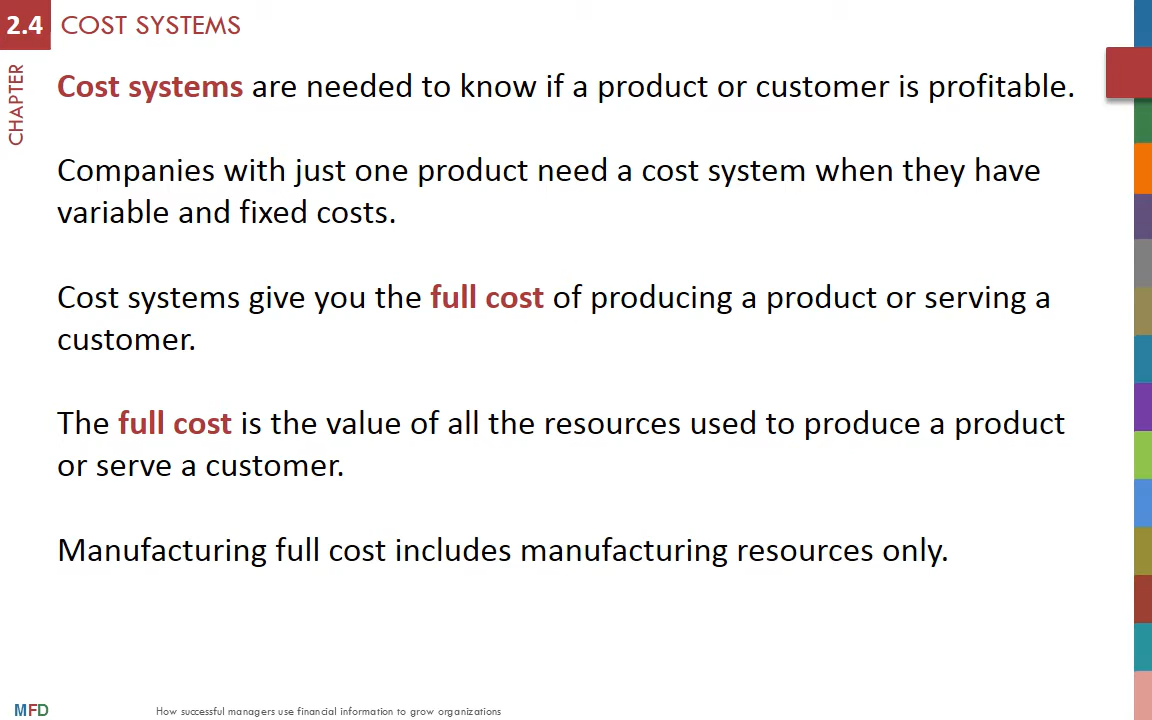 2.4 COST SYSTEMS
CHAPTER
Cost systems are needed to know if a product or customer is profitable.
Companies with just one product need a cost system when they have
variable and fixed costs.
Cost systems give you the full cost of producing a product or serving a
customer.
The full cost is the value of all the resources used to produce a product
or serve a customer.
Manufacturing full cost includes manufacturing resources only.
MFD How successful managers use financial information to grow organizations